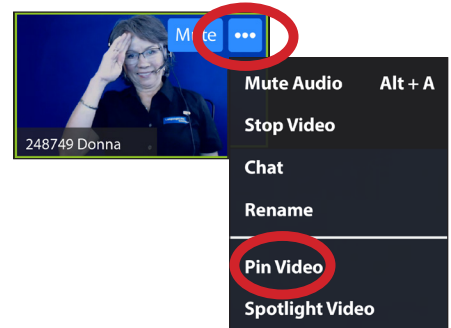 Mute •••
248749 Donna
Mute Audio Alt + A
Stop Video
Chat
Rename
Pin Video
Spotlight Video